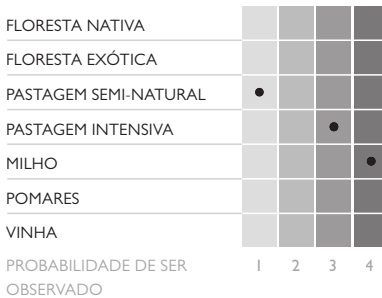 FLORESTA NATIVA
FLORESTA EXÓTICA
PASTAGEM SEMI-NATURAL
PASTAGEM INTENSIVA
MILHO
POMARES
VINHA
PROBABILIDADE DE SER OBSERVADO 1 2 3 4